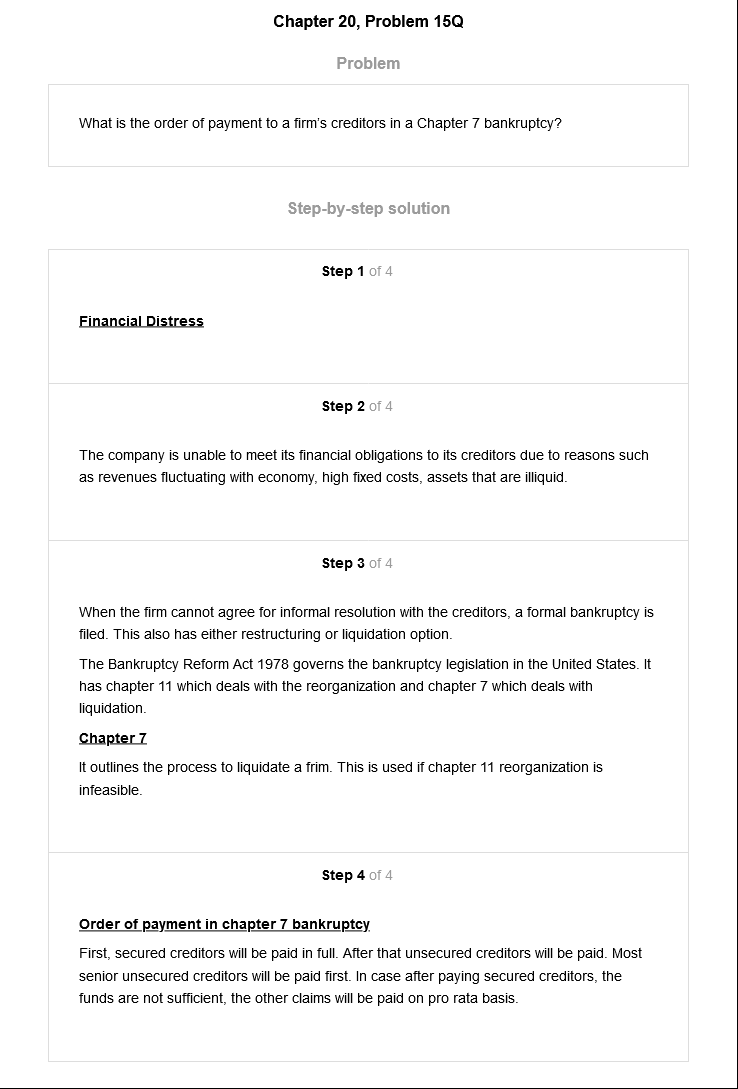 Chapter 20, Problem 15Q
Problem
What is the order of payment to a firm's creditors in a Chapter 7 bankruptcy?
Step-by-step solution
Step 1 of 4
Financial Distress
Step 2 of 4
The company is unable to meet its financial obligations to its creditors due to reasons such
as revenues fluctuating with economy, high fixed costs, assets that are illiquid.
Step 3 of 4
When the firm cannot agree for informal resolution with the creditors, a formal bankruptcy is
filed. This also has either restructuring or liquidation option.
The Bankruptcy Reform Act 1978 governs the bankruptcy legislation in the United States. It
has chapter 11 which deals with the reorganization and chapter 7 which deals with
liquidation.
Chapter 7
It outlines the process to liquidate a frim. This is used if chapter 11 reorganization is
infeasible.
Step 4 of 4
Order of payment in chapter 7 bankruptcy
First, secured creditors will be paid in full. After that unsecured creditors will be paid. Most
senior unsecured creditors will be paid first. In case after paying secured creditors, the
funds are not sufficient, the other claims will be paid on pro rata basis.